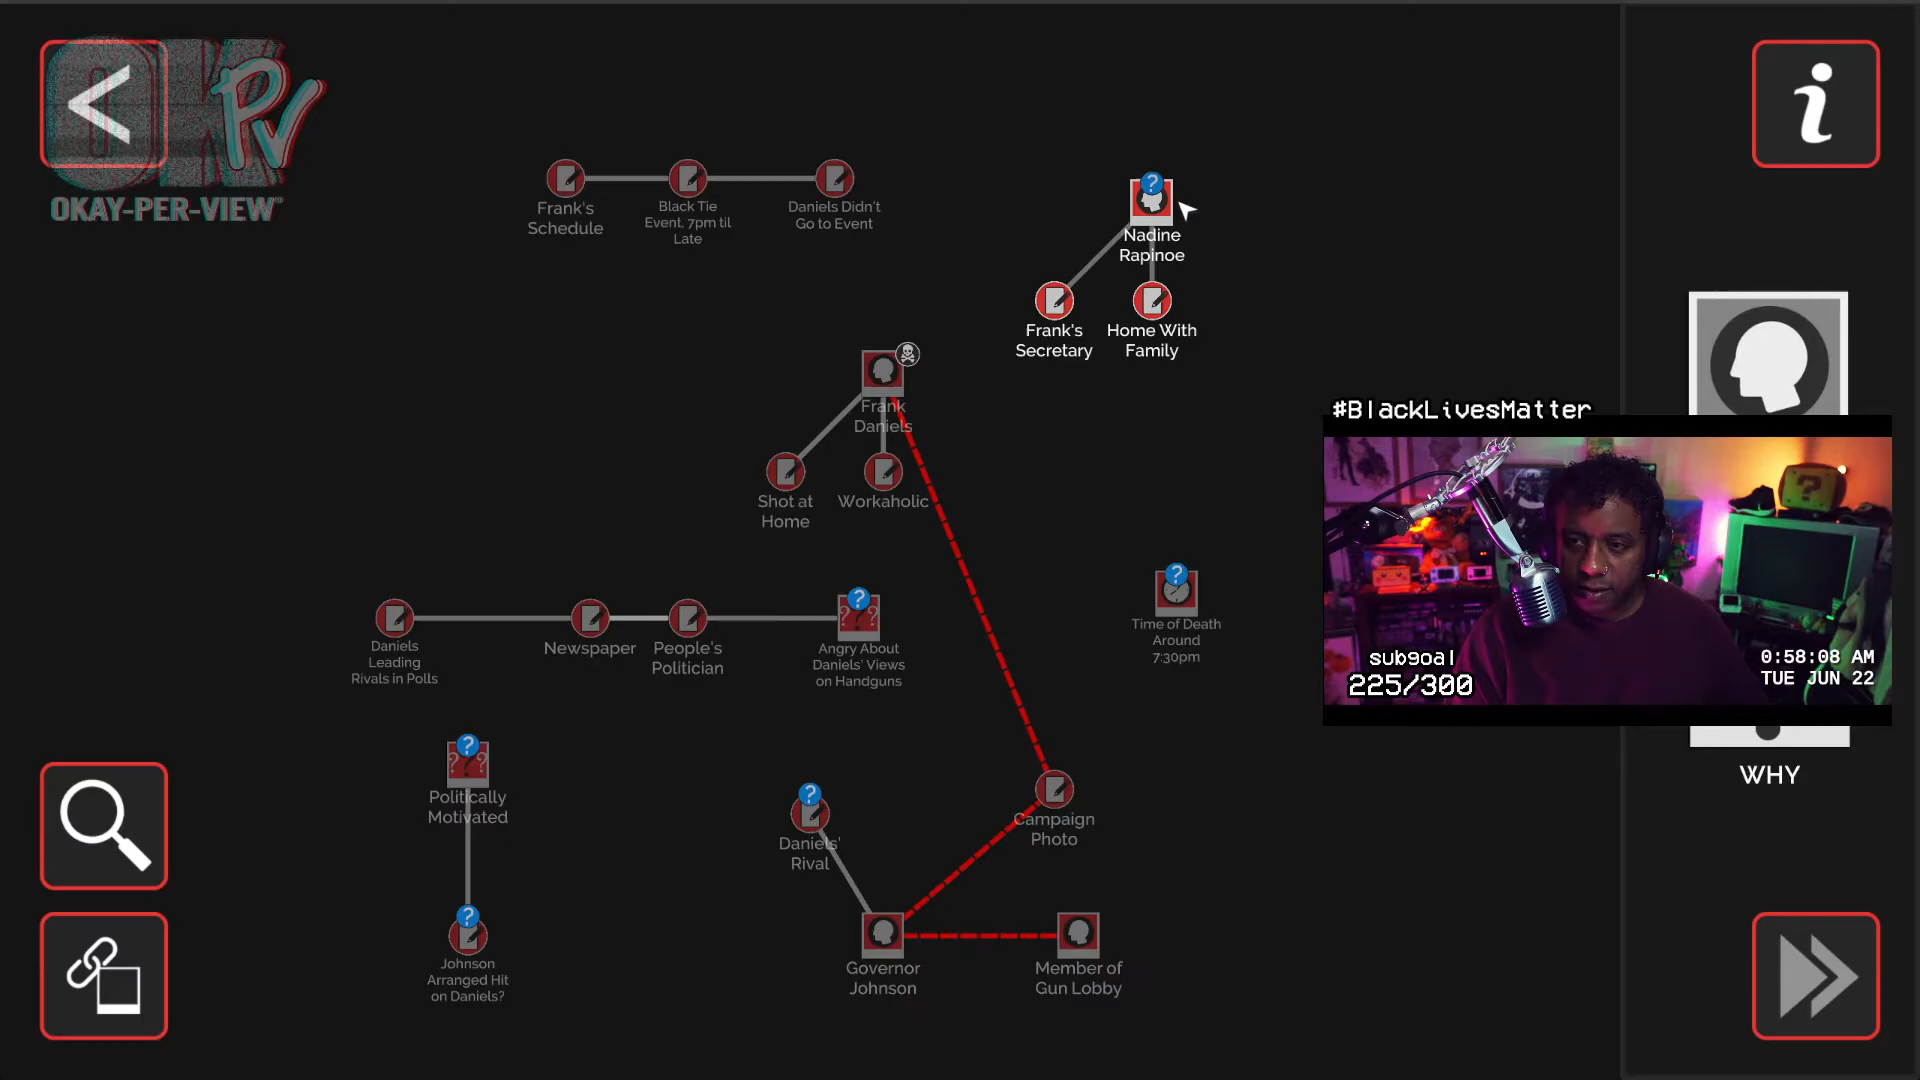 OK PV
OKAY-PER-VIEW
Frank's
Schedule
Black Tie
Event, 7pm til
Late
Daniels Didn't
Go to Event
Nadine
Rapinoe
Frank's
Secretary
Home With
Family
Frank
Daniels
Shot at
Home
Workaholic
#BlackLivesMatter
Daniels
Leading
Rivals in Polls
Newspaper
People's
Politician
Angry About
Daniels' Views
on Handguns
Time of Death
Around
7:30pm
subgoal
225/300
0:58:08 AM
TUE JUN 22
Politically
Motivated
Daniels'
Rival
Campaign
Photo
WHY
Johnson
Arranged Hit
on Daniels?
Governor
Johnson
Member of
Gun Lobby